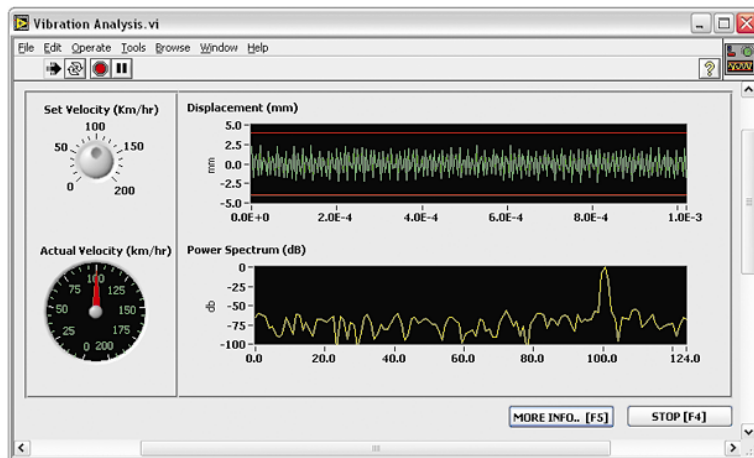 Vibration Analysis.vi
File Edit Operate Tools Browse Window Help
Set Velocity (Km/hr)
100
50 150
0 200
Displacement (mm)
5.0
2.5
0.0
-2.5
-5.0
mm
0.0E+0 2.0E-4 4.0E-4 6.0E-4 8.0E-4 1.0E-3
Actual Velocity (km/hr)
100
75 125
50 150
25 175
0 200
Power Spectrum (dB)
0
-25
-50
-75
-100
db
0.0 20.0 40.0 60.0 80.0 100.0 124.0
MORE INFO.. [F5] STOP [F4]